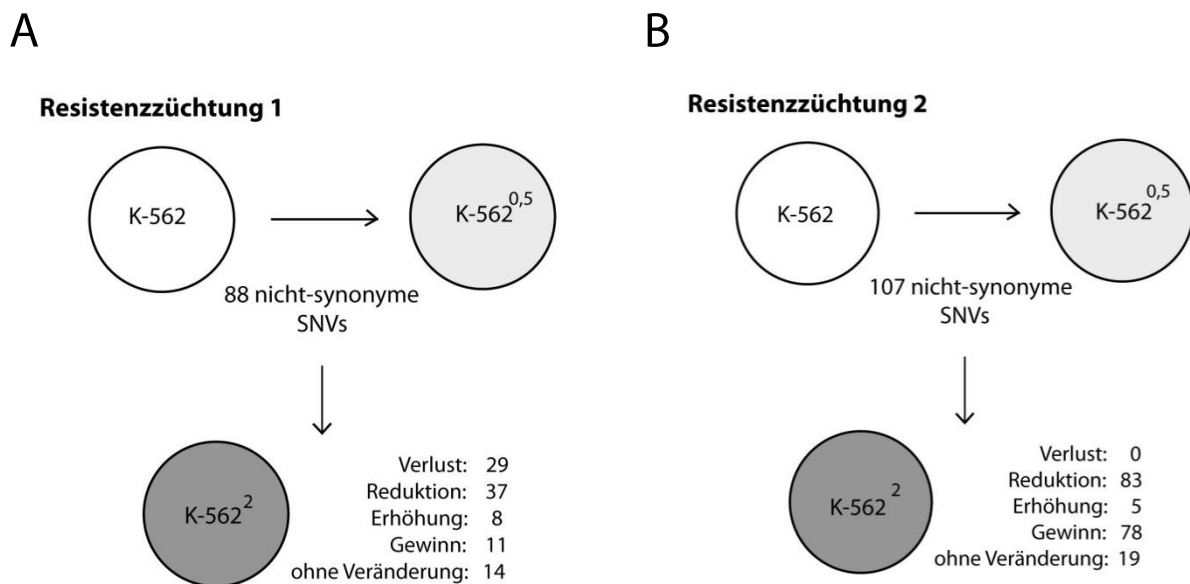 A
Resistenzzüchtung 1
K-562
K-562 0,5
88 nicht-synonyme
SNVs
K-562 2
Verlust: 29
Reduktion: 37
Erhöhung: 8
Gewinn: 11
ohne Veränderung: 14
B
Resistenzzüchtung 2
K-562
K-562 0,5
107 nicht-synonyme
SNVs
K-562 2
Verlust: 0
Reduktion: 83
Erhöhung: 5
Gewinn: 78
ohne Veränderung: 19